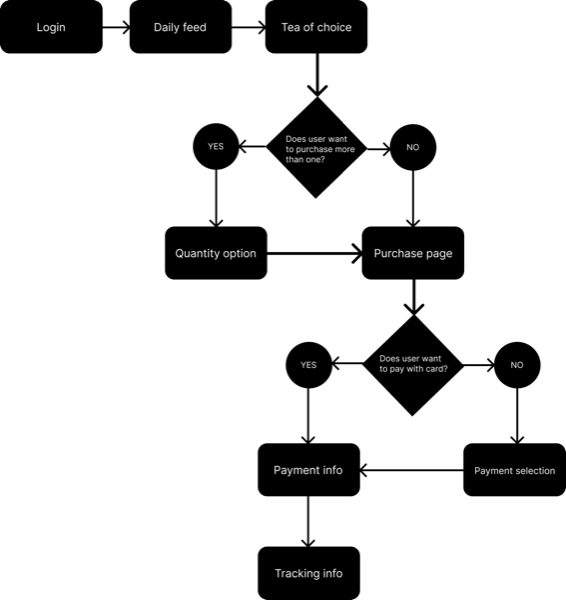 Login
Daily feed
Tea of choice
Does user want
to purchase more
than one?
YES
NO
Quantity option
Purchase page
Does user want
to pay with card?
YES
NO
Payment info
Payment selection
Tracking info